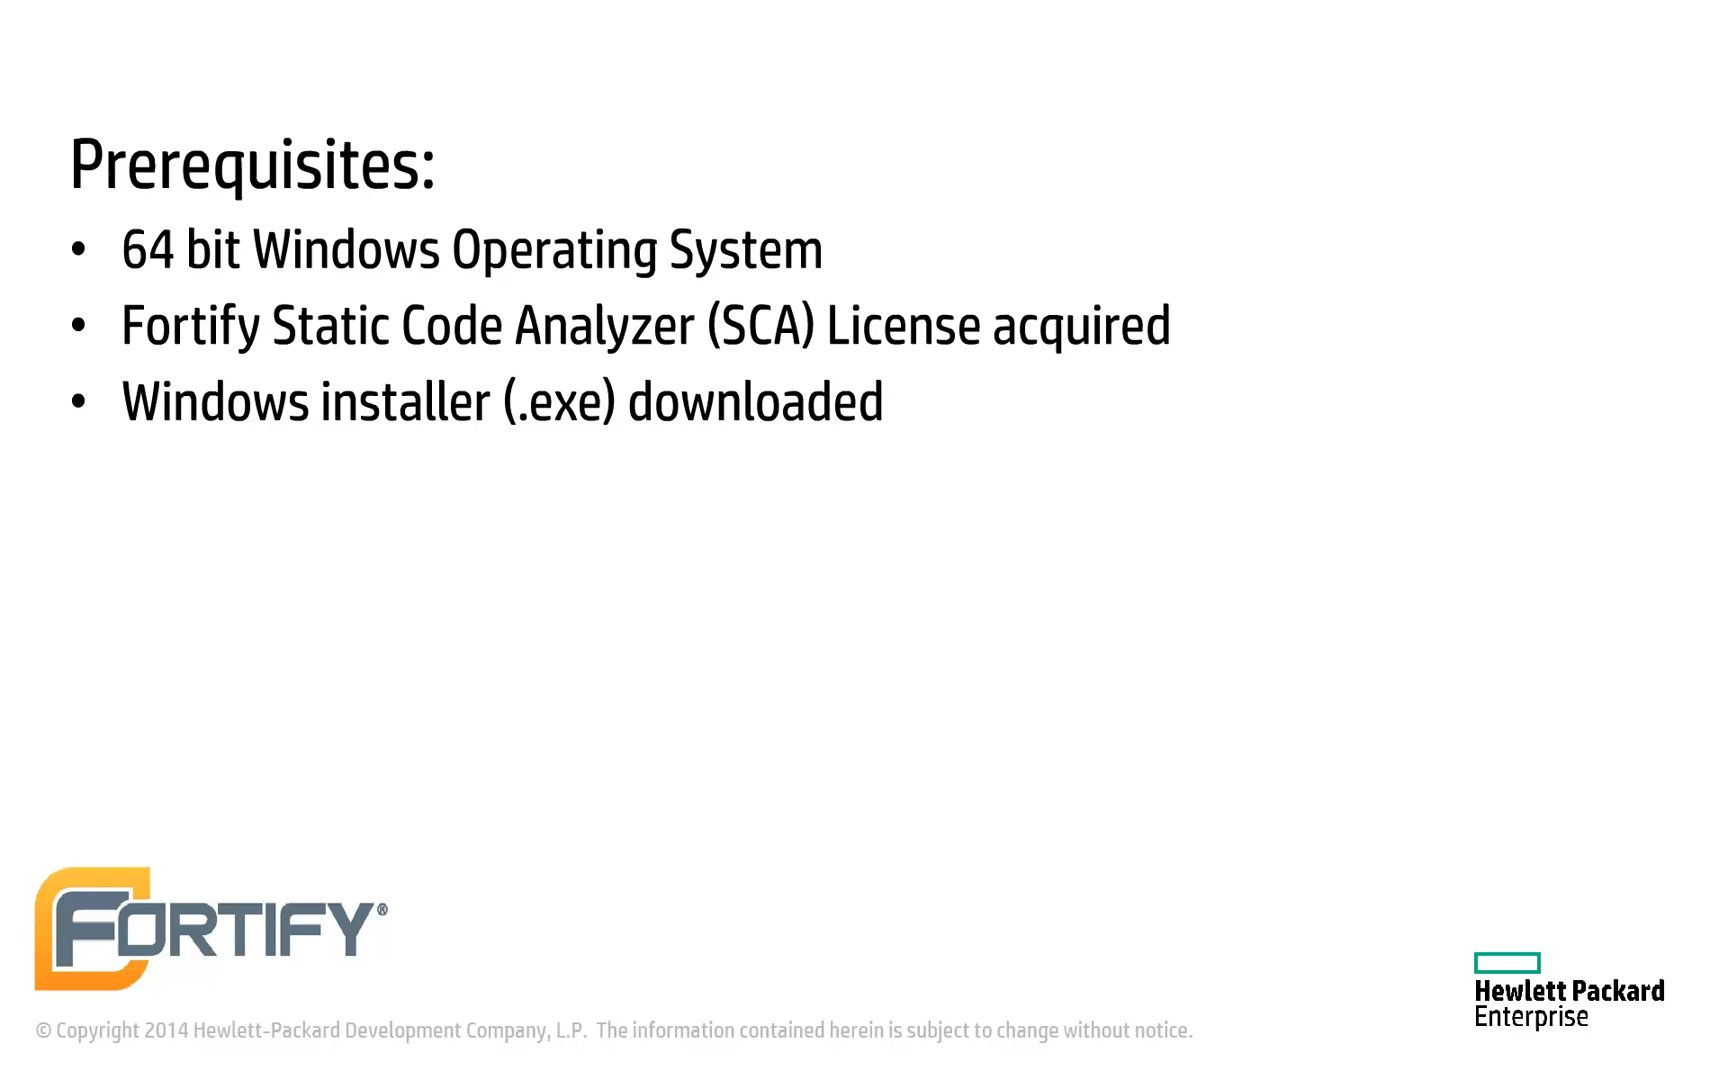 Prerequisites:
• 64 bit Windows Operating System
• Fortify Static Code Analyzer (SCA) License acquired
• Windows installer (.exe) downloaded
FORTIFY®
Hewlett Packard
Enterprise
© Copyright 2014 Hewlett-Packard Development Company, L.P. The information contained herein is subject to change without notice.